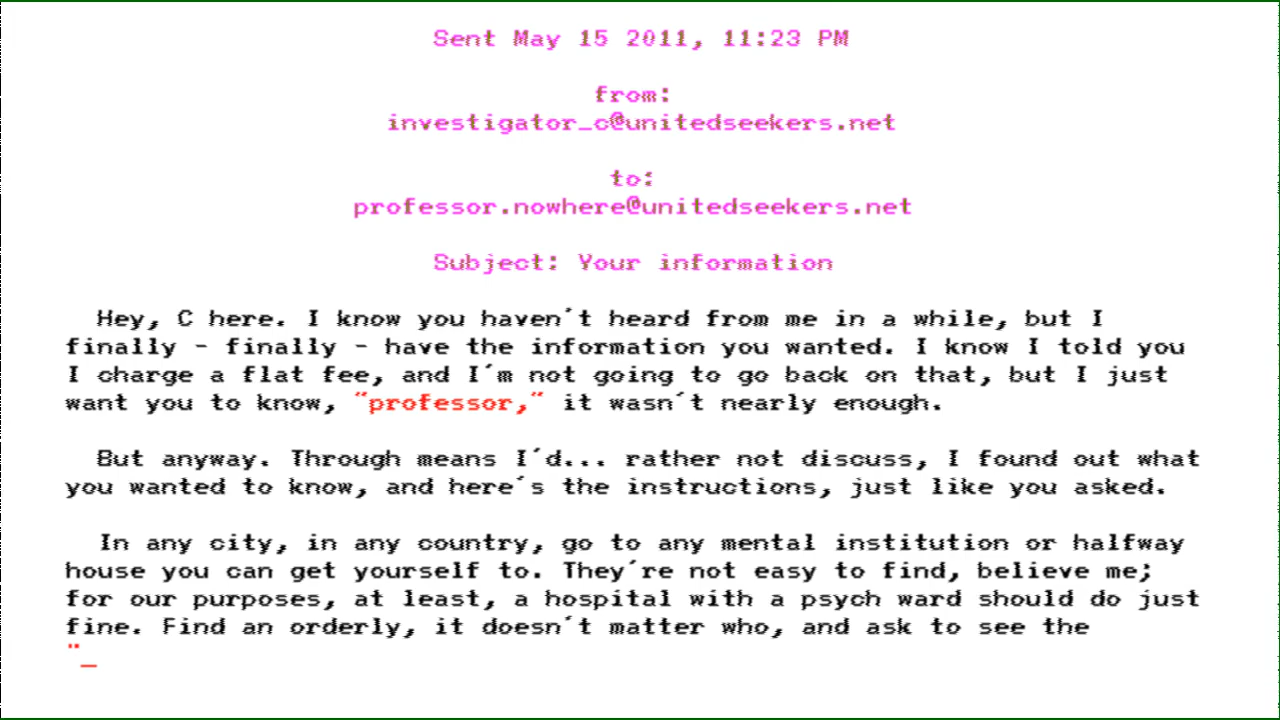 Sent May 15 2011, 11:23 PM
from:
investigator_c@unitedseekers.net
to:
professor.nowhere@unitedseekers.net
Subject: Your information
Hey, C here. I know you haven´t heard from me in a while, but I
finally - finally - have the information you wanted. I know I told you
I charge a flat fee, and I´m not going to go back on that, but I just
want you to know, "professor," it wasn´t nearly enough.
But anyway. Through means I´d... rather not discuss, I found out what
you wanted to know, and here´s the instructions, just like you asked.
In any city, in any country, go to any mental institution or halfway
house you can get yourself to. They´re not easy to find, believe me;
for our purposes, at least, a hospital with a psych ward should do just
fine. Find an orderly, it doesn´t matter who, and ask to see the
"_